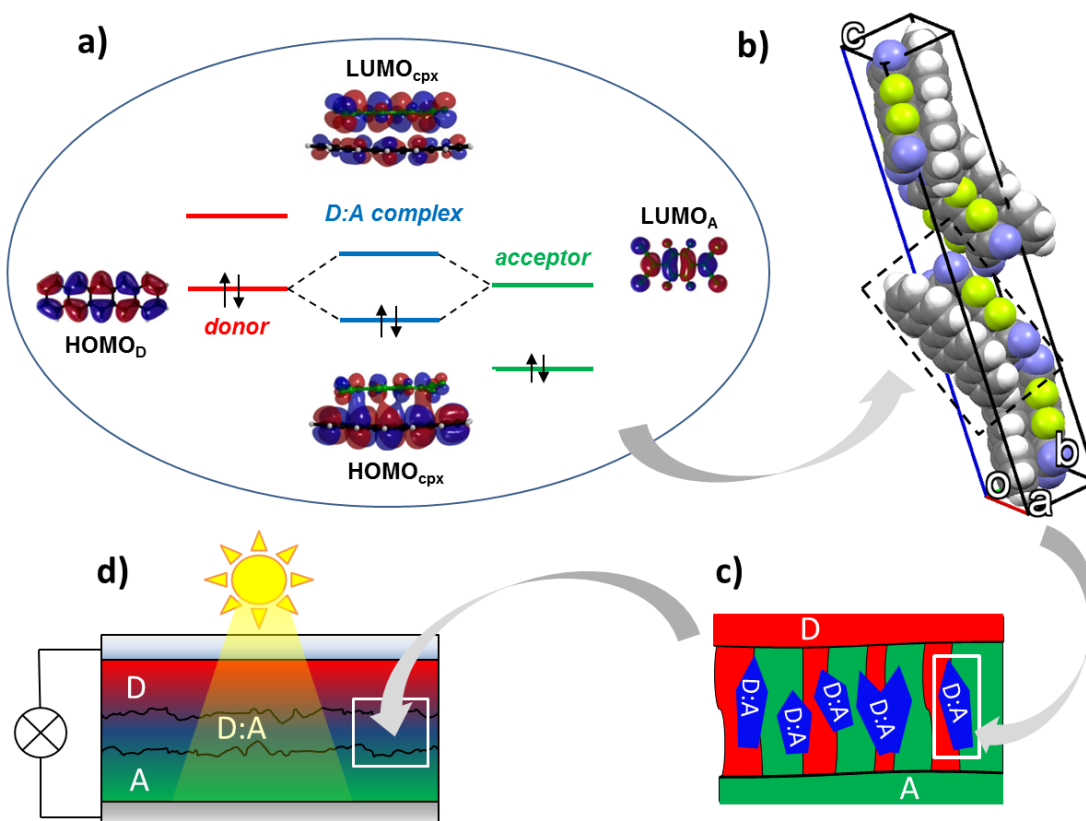 a)
LUMOcpx
D:A complex
LUMOA
acceptor
donor
HOMOD
HOMOcpx
b)
c
b
o
a
d)
D
D:A
A
c)
D
D:A
D:A
D:A
D:A
D:A
A